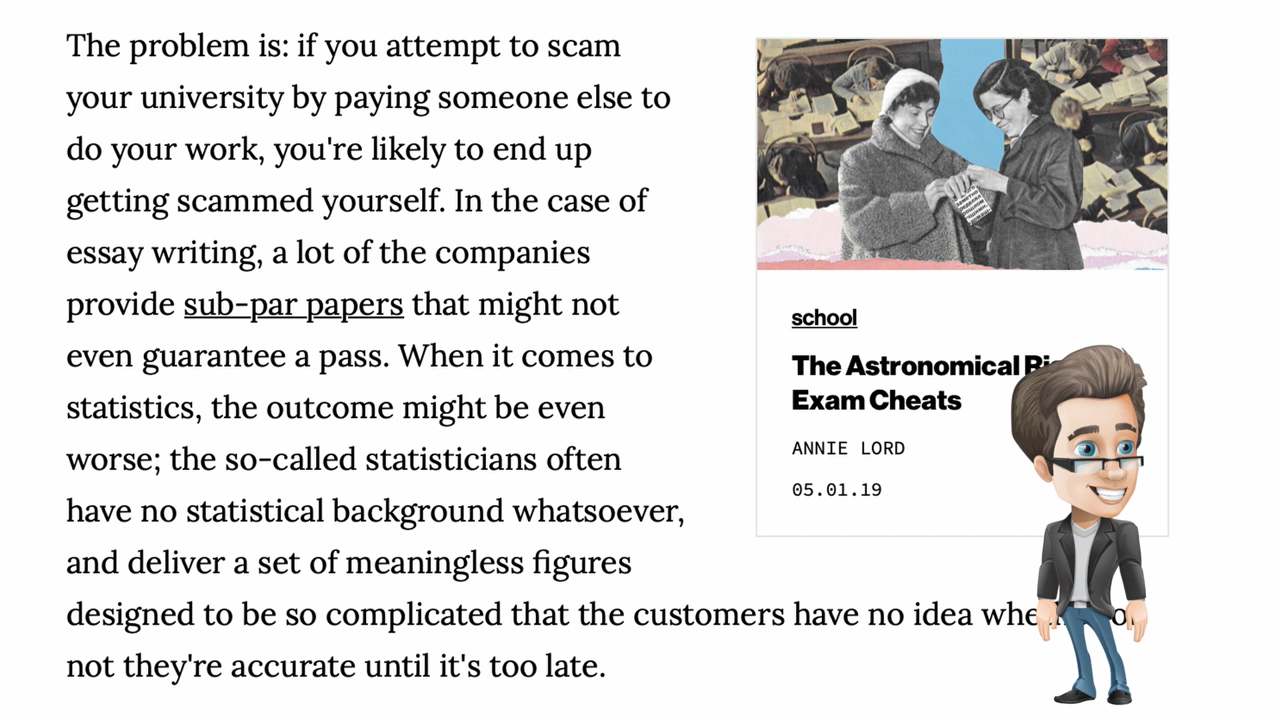 The problem is: if you attempt to scam
your university by paying someone else to
do your work, you're likely to end up
getting scammed yourself. In the case of
essay writing, a lot of the companies
provide sub-par papers that might not
even guarantee a pass. When it comes to
statistics, the outcome might be even
worse; the so-called statisticians often
have no statistical background whatsoever,
and deliver a set of meaningless figures
designed to be so complicated that the customers have no idea
not they're accurate until it's too late.
school
The Astronomical
Exam Cheats
ANNIE LORD
05.01.19